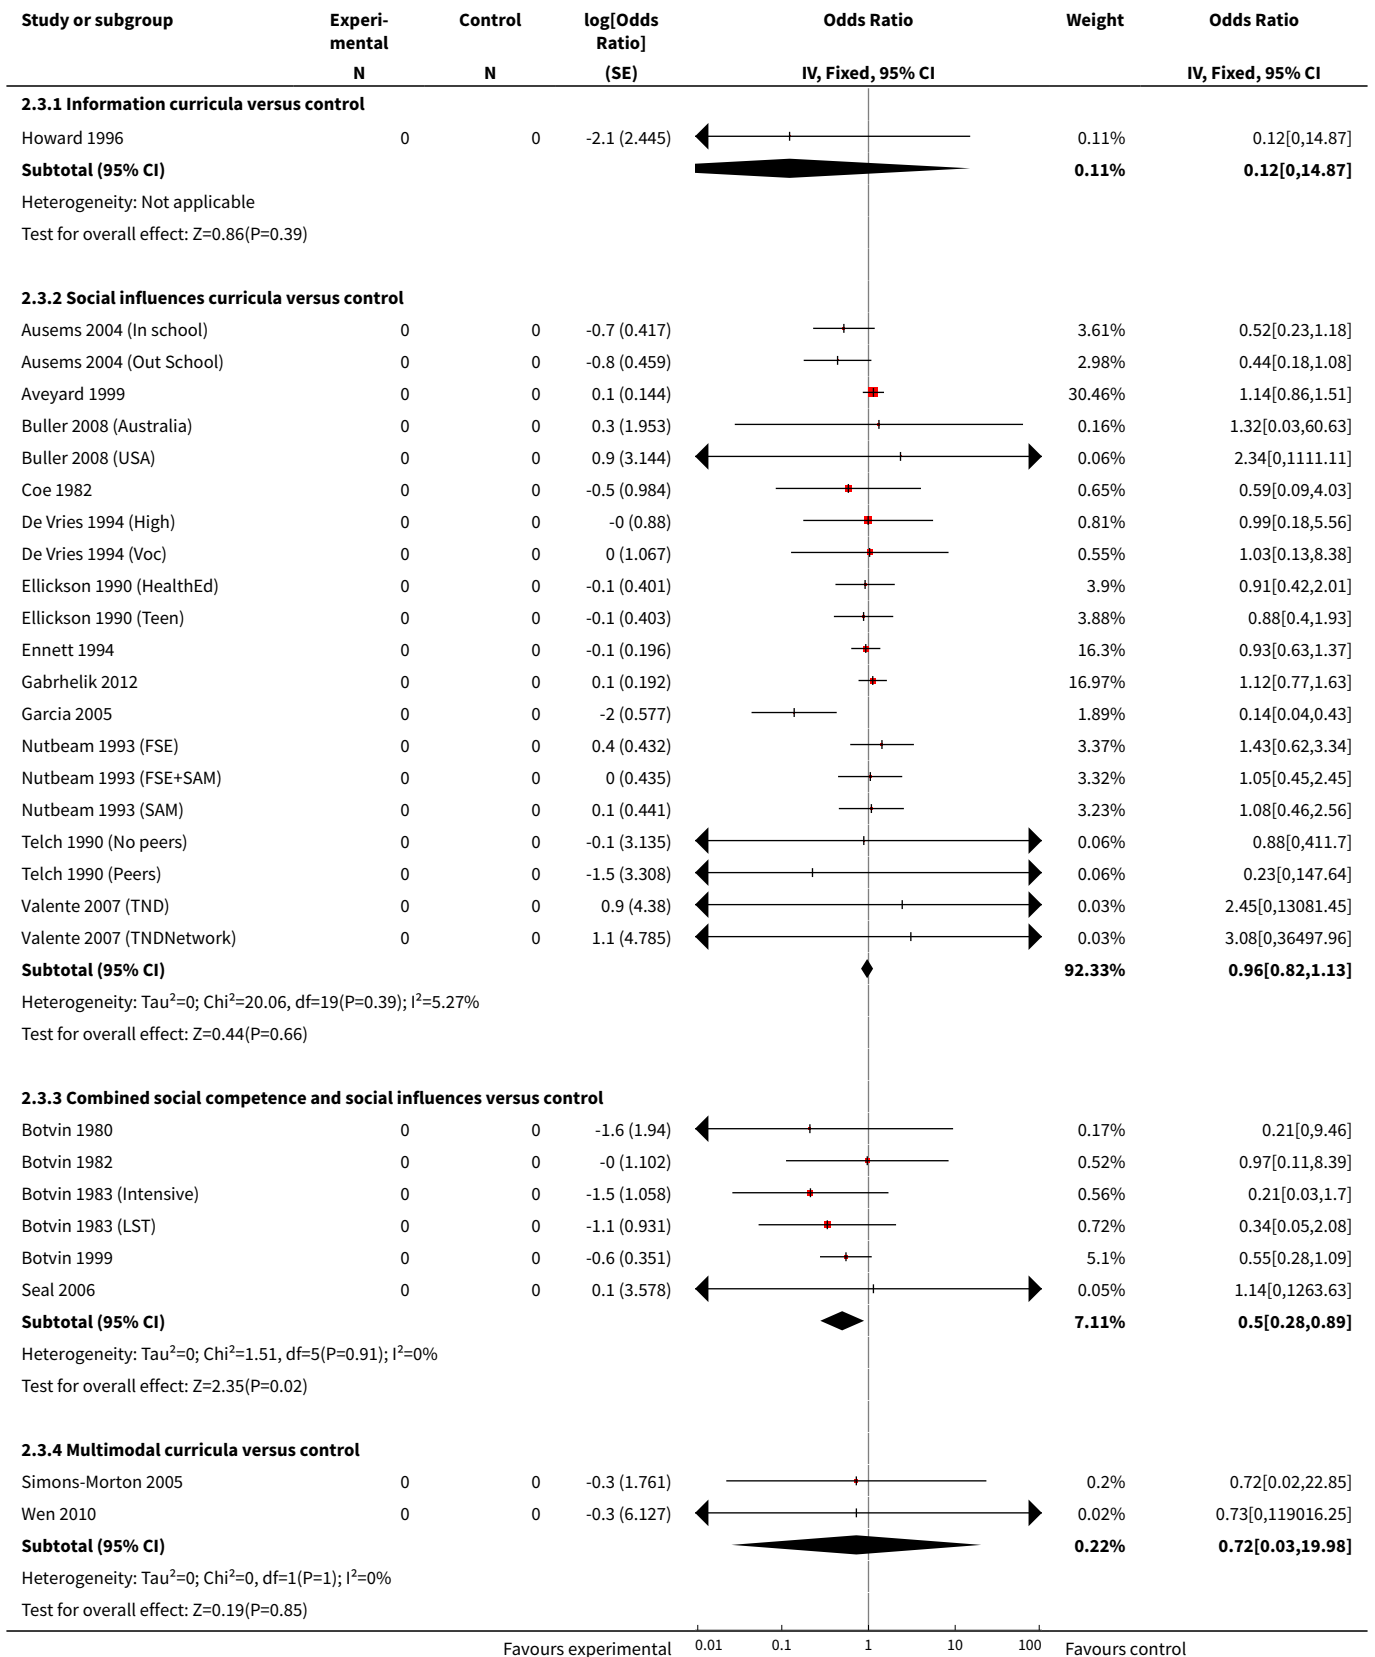 Study or subgroup Experi- Control log[Odds Odds Ratio Weight Odds Ratio
mental Ratio]
N N (SE) IV, Fixed, 95% CI IV, Fixed, 95% CI
2.3.1 Information curricula versus control
Howard 1996 0 0 -2.1 (2.445) 0.11% 0.12[0,14.87]
Subtotal (95% CI) 0.11% 0.12[0,14.87]
Heterogeneity: Not applicable
Test for overall effect: Z=0.86(P=0.39)
2.3.2 Social influences curricula versus control
Ausems 2004 (In school) 0 0 -0.7 (0.417) 3.61% 0.52[0.23,1.18]
Ausems 2004 (Out School) 0 0 -0.8 (0.459) 2.98% 0.44[0.18,1.08]
Aveyard 1999 0 0 0.1 (0.144) 30.46% 1.14[0.86,1.51]
Buller 2008 (Australia) 0 0 0.3 (1.953) 0.16% 1.32[0.03,60.63]
Buller 2008 (USA) 0 0 0.9 (3.144) 0.06% 2.34[0,1111.11]
Coe 1982 0 0 -0.5 (0.984) 0.65% 0.59[0.09,4.03]
De Vries 1994 (High) 0 0 -0 (0.88) 0.81% 0.99[0.18,5.56]
De Vries 1994 (Voc) 0 0 0 (1.067) 0.55% 1.03[0.13,8.38]
Ellickson 1990 (HealthEd) 0 0 -0.1 (0.401) 3.9% 0.91[0.42,2.01]
Ellickson 1990 (Teen) 0 0 -0.1 (0.403) 3.88% 0.88[0.4,1.93]
Ennett 1994 0 0 -0.1 (0.196) 16.3% 0.93[0.63,1.37]
Gabrhelik 2012 0 0 0.1 (0.192) 16.97% 1.12[0.77,1.63]
Garcia 2005 0 0 -2 (0.577) 1.89% 0.14[0.04,0.43]
Nutbeam 1993 (FSE) 0 0 0.4 (0.432) 3.37% 1.43[0.62,3.34]
Nutbeam 1993 (FSE+SAM) 0 0 0 (0.435) 3.32% 1.05[0.45,2.45]
Nutbeam 1993 (SAM) 0 0 0.1 (0.441) 3.23% 1.08[0.46,2.56]
Telch 1990 (No peers) 0 0 -0.1 (3.135) 0.06% 0.88[0,411.7]
Telch 1990 (Peers) 0 0 -1.5 (3.308) 0.06% 0.23[0,147.64]
Valente 2007 (TND) 0 0 0.9 (4.38) 0.03% 2.45[0,13081.45]
Valente 2007 (TNDNetwork) 0 0 1.1 (4.785) 0.03% 3.08[0,36497.96]
Subtotal (95% CI) 92.33% 0.96[0.82,1.13]
Heterogeneity: Tau²=0; Chi²=20.06, df=19(P=0.39); I²=5.27%
Test for overall effect: Z=0.44(P=0.66)
2.3.3 Combined social competence and social influences versus control
Botvin 1980 0 0 -1.6 (1.94) 0.17% 0.21[0,9.46]
Botvin 1982 0 0 -0 (1.102) 0.52% 0.97[0.11,8.39]
Botvin 1983 (Intensive) 0 0 -1.5 (1.058) 0.56% 0.21[0.03,1.7]
Botvin 1983 (LST) 0 0 -1.1 (0.931) 0.72% 0.34[0.05,2.08]
Botvin 1999 0 0 -0.6 (0.351) 5.1% 0.55[0.28,1.09]
Seal 2006 0 0 0.1 (3.578) 0.05% 1.14[0,1263.63]
Subtotal (95% CI) 7.11% 0.5[0.28,0.89]
Heterogeneity: Tau²=0; Chi²=1.51, df=5(P=0.91); I²=0%
Test for overall effect: Z=2.35(P=0.02)
2.3.4 Multimodal curricula versus control
Simons-Morton 2005 0 0 -0.3 (1.761) 0.2% 0.72[0.02,22.85]
Wen 2010 0 0 -0.3 (6.127) 0.02% 0.73[0,119016.25]
Subtotal (95% CI) 0.22% 0.72[0.03,19.98]
Heterogeneity: Tau²=0; Chi²=0, df=1(P=1); I²=0%
Test for overall effect: Z=0.19(P=0.85)
Favours experimental 0.01 0.1 1 10 100 Favours control